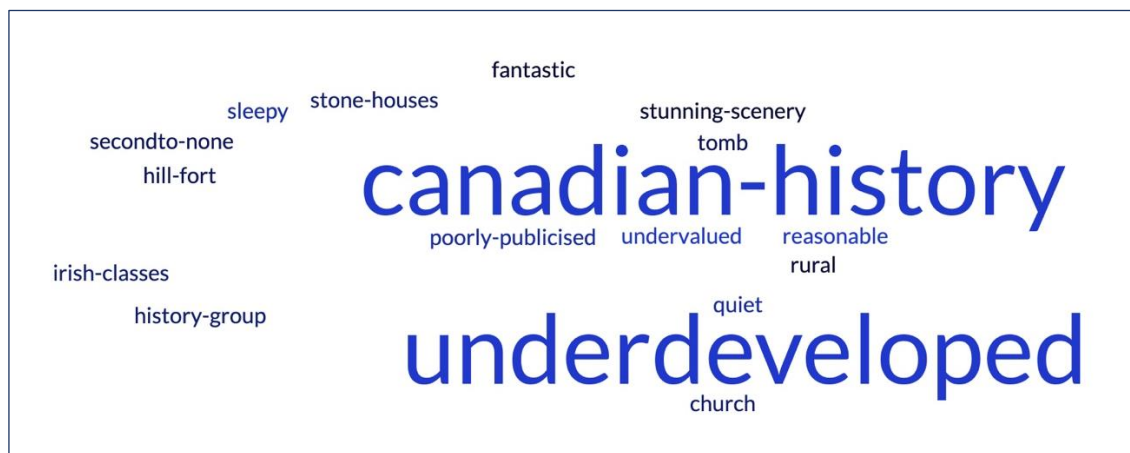 fantastic
stone-houses
sleepy
stunning-scenery
secondto-none
tomb
hill-fort
canadian-history
poorly-publicised
undervalued
reasonable
rural
irish-classes
quiet
history-group
underdeveloped
church